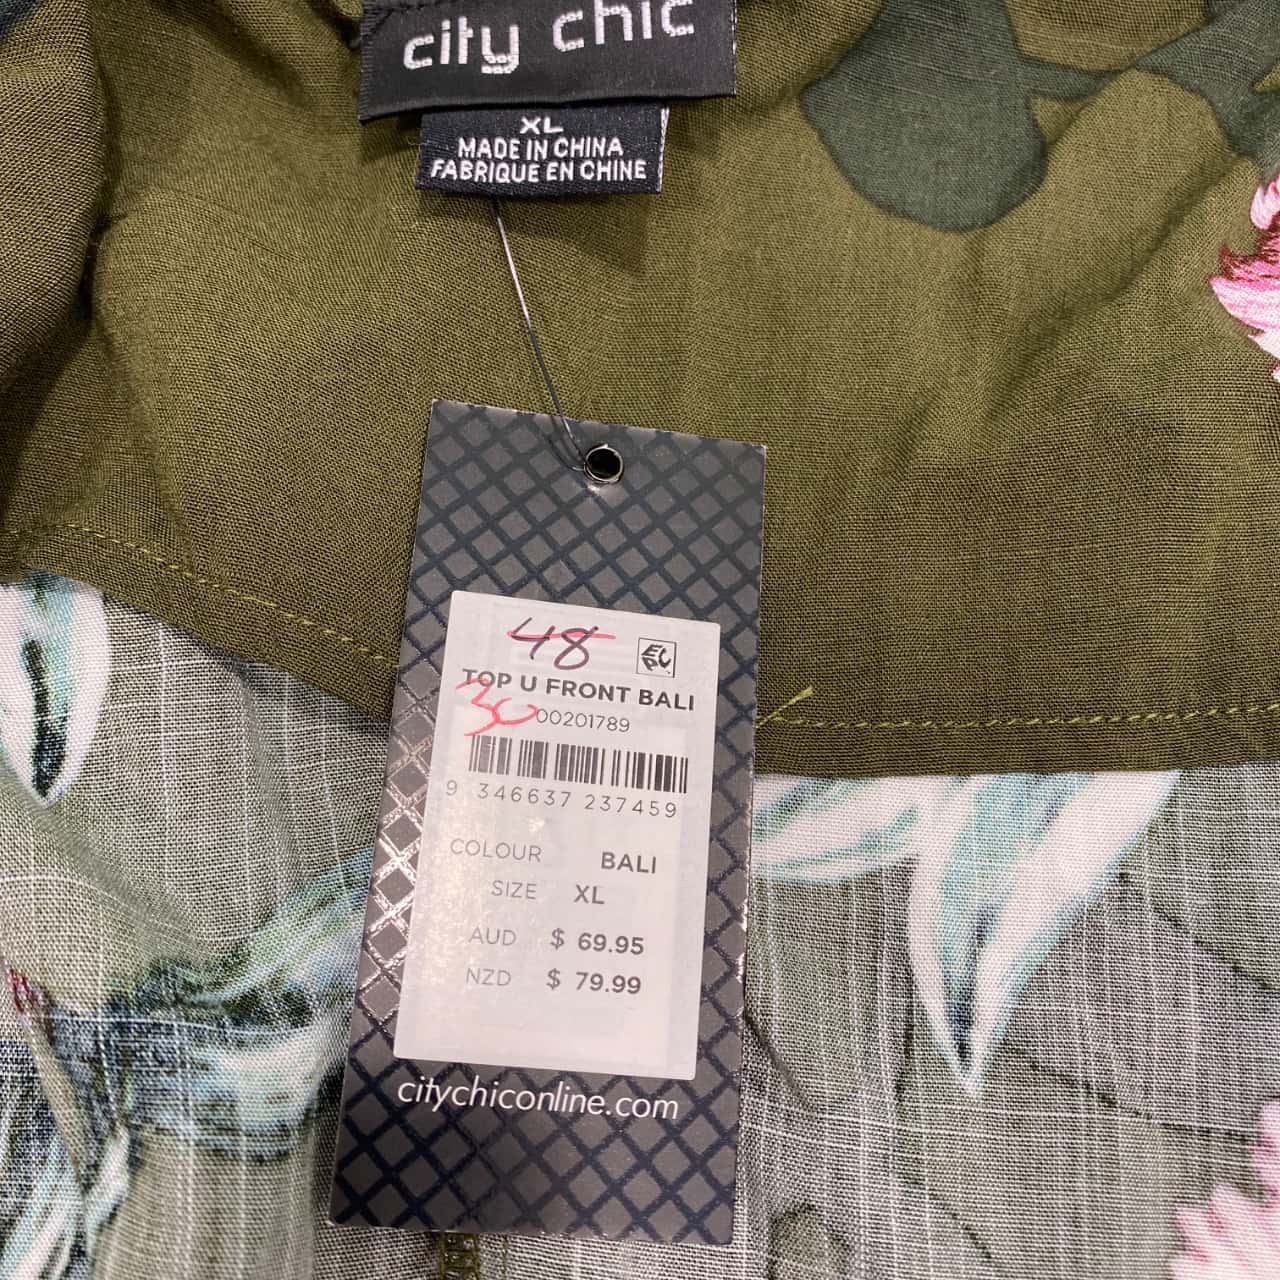 city chic
XL
MADE IN CHINA
FABRIQUE EN CHINE
48
TOP U FRONT BALI
30
00201789
9 346637 237459
COLOUR BALI
SIZE XL
AUD $ 69.95
NZD $ 79.99
citychiconline.com